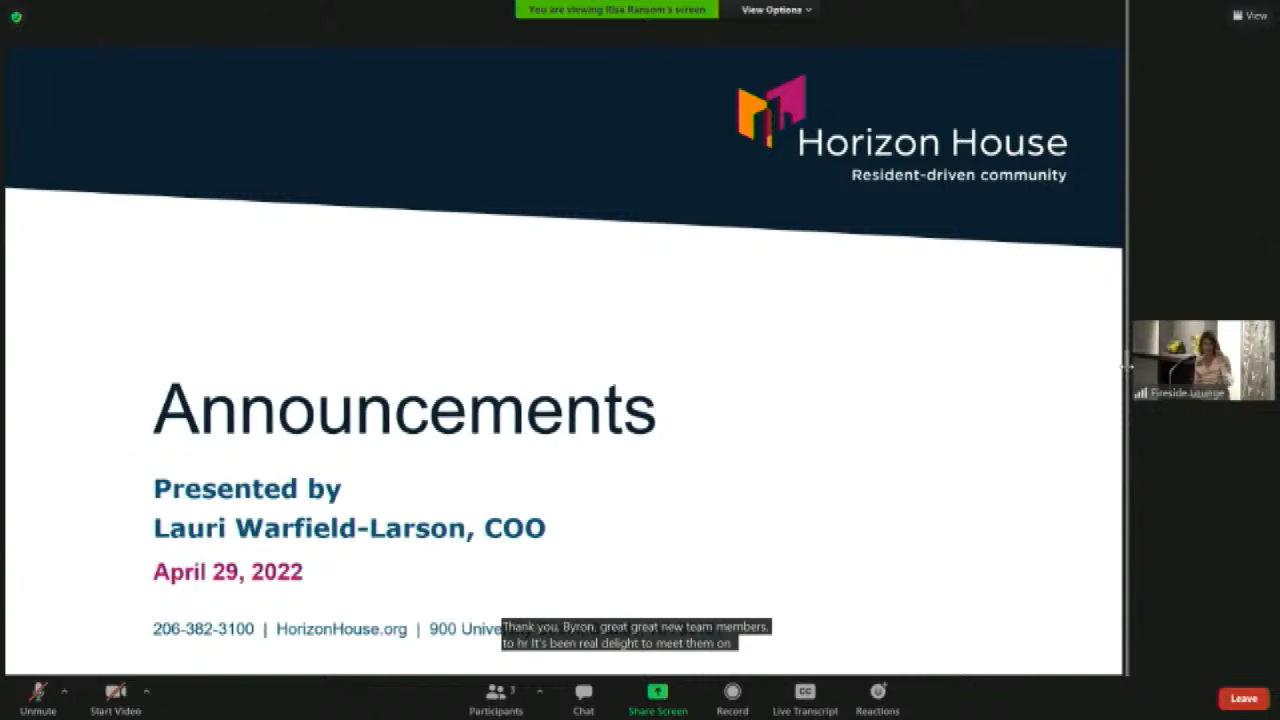 You are viewing Risa Ransom's screen
View Options
View
Horizon House
Resident-driven community
Fireside Lounge
Announcements
Presented by
Lauri Warfield-Larson, COO
April 29, 2022
206-382-3100 | HorizonHouse.org | 900 Unive
Thank you, Byron, great great new team members,
to hr It's been real delight to meet them on
Unmute
Start Video
Participants
3
Chat
Share Screen
Record
CC
Live Transcript
Reactions
Leave